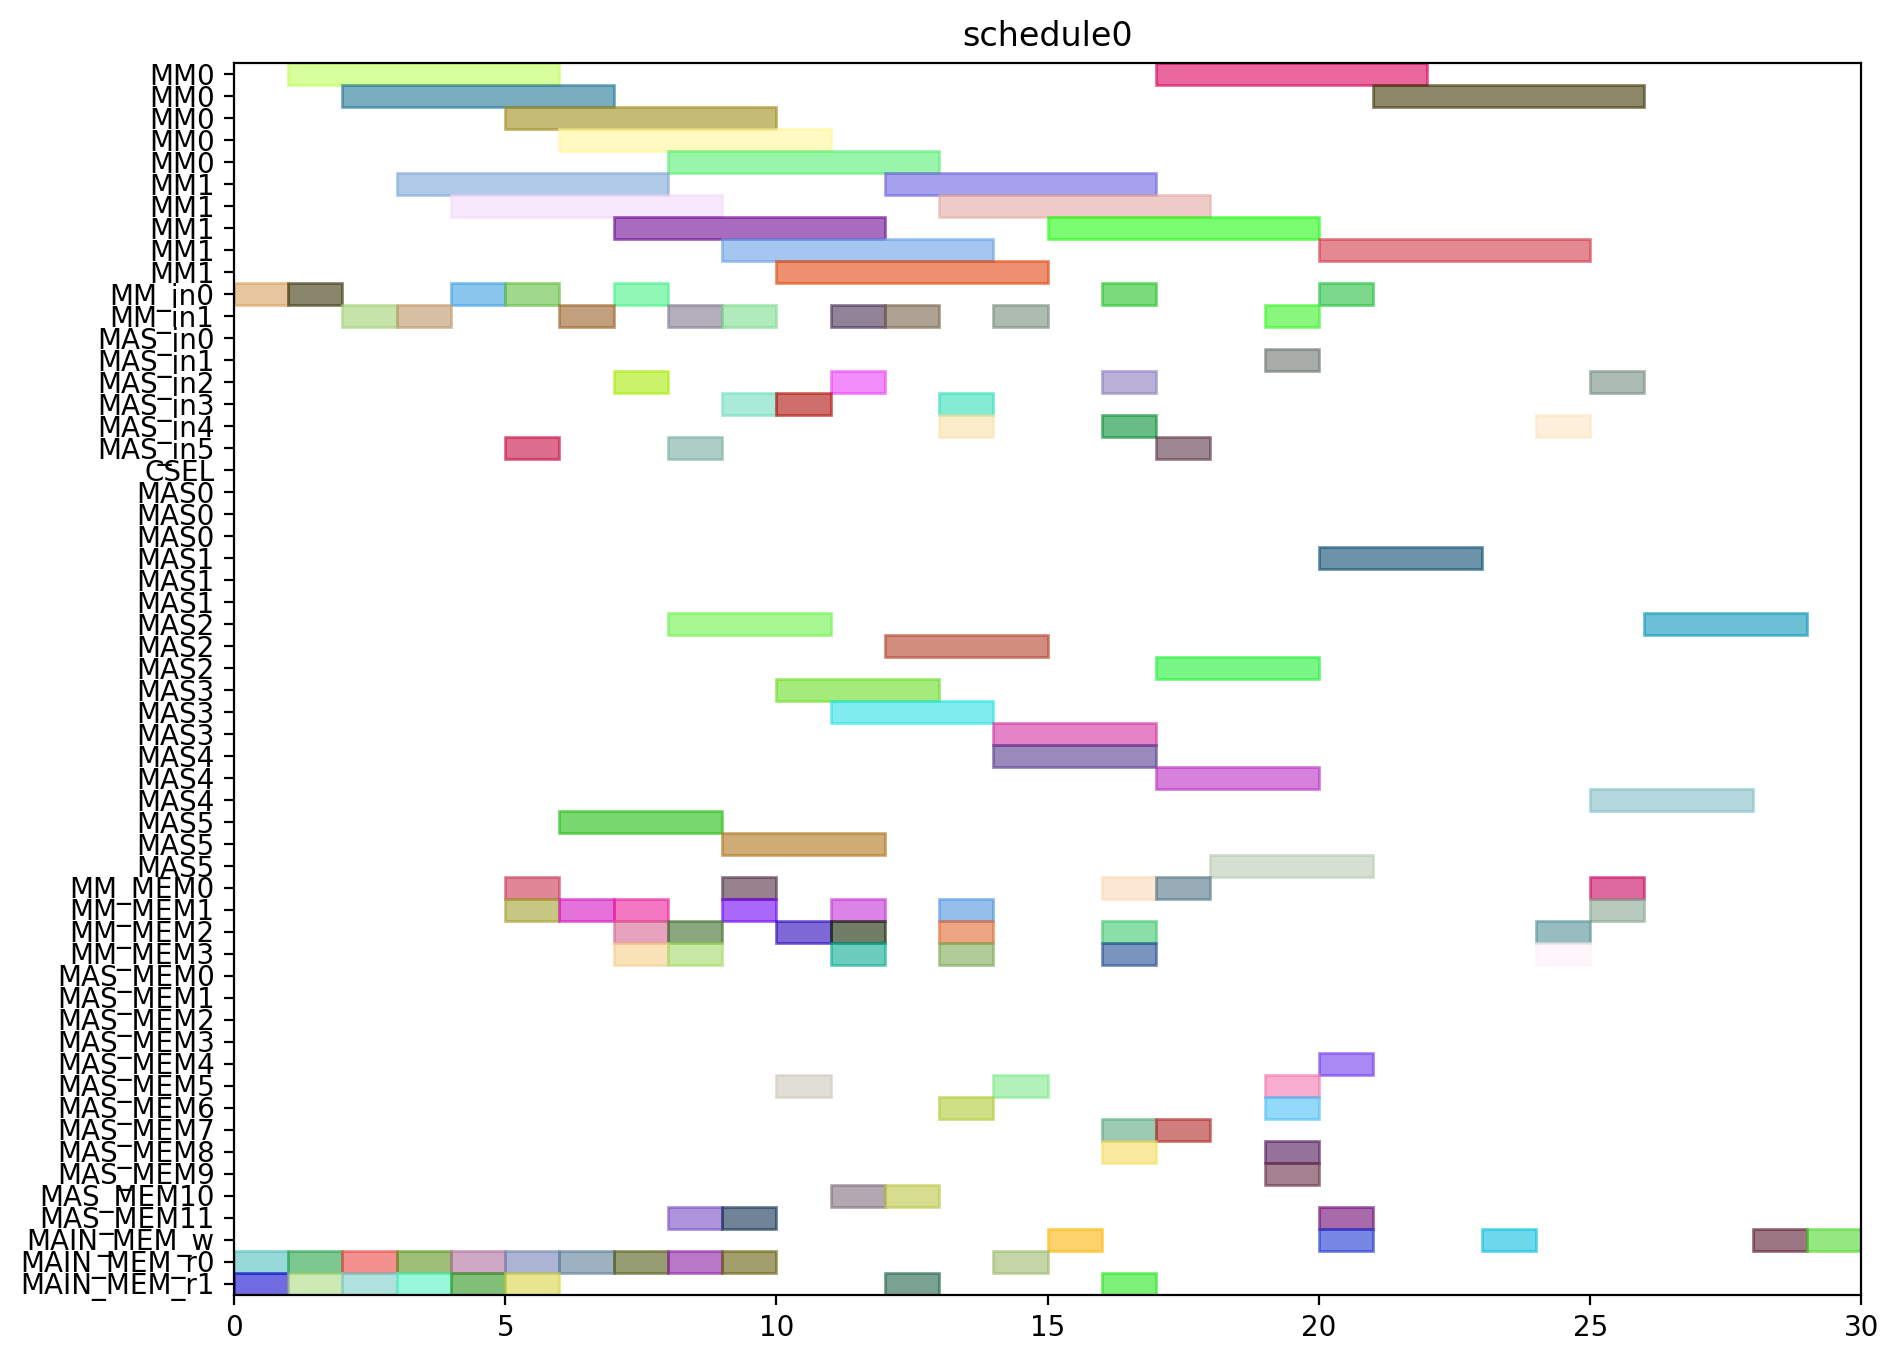 schedule0
MM0
MM0
MM0
MM0
MM0
MM1
MM1
MM1
MM1
MM1
MM_in0
MM_in1
MAS_in0
MAS_in1
MAS_in2
MAS_in3
MAS_in4
MAS_in5
CSEL
MAS0
MAS0
MAS0
MAS1
MAS1
MAS1
MAS2
MAS2
MAS2
MAS3
MAS3
MAS3
MAS4
MAS4
MAS4
MAS5
MAS5
MAS5
MM_MEM0
MM_MEM1
MM_MEM2
MM_MEM3
MAS_MEM0
MAS_MEM1
MAS_MEM2
MAS_MEM3
MAS_MEM4
MAS_MEM5
MAS_MEM6
MAS_MEM7
MAS_MEM8
MAS_MEM9
MAS_MEM10
MAS_MEM11
MAIN_MEM_w
MAIN_MEM_r0
MAIN_MEM_r1
0 5 10 15 20 25 30